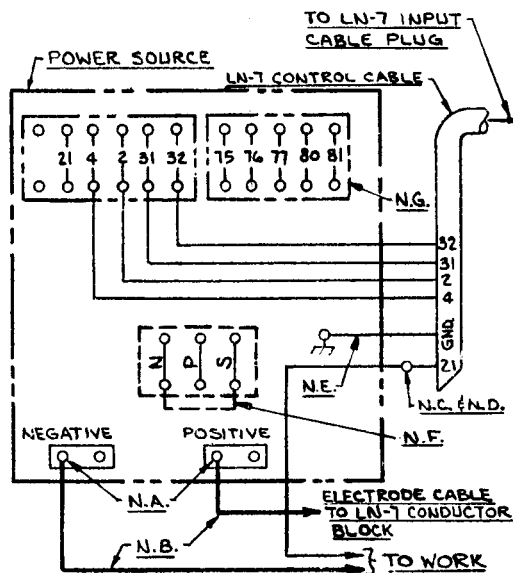 TO LN-7 INPUT
CABLE PLUG
POWER SOURCE
LN-7 CONTROL CABLE
21 4 2 31 32
75 76 77 80 81
N.G.
32
31
2
4
GND.
21
N P S
N.E.
N.C. & N.D.
N.F.
NEGATIVE
POSITIVE
N.A.
N.B.
ELECTRODE CABLE
TO LN-7 CONDUCTOR
BLOCK
TO WORK